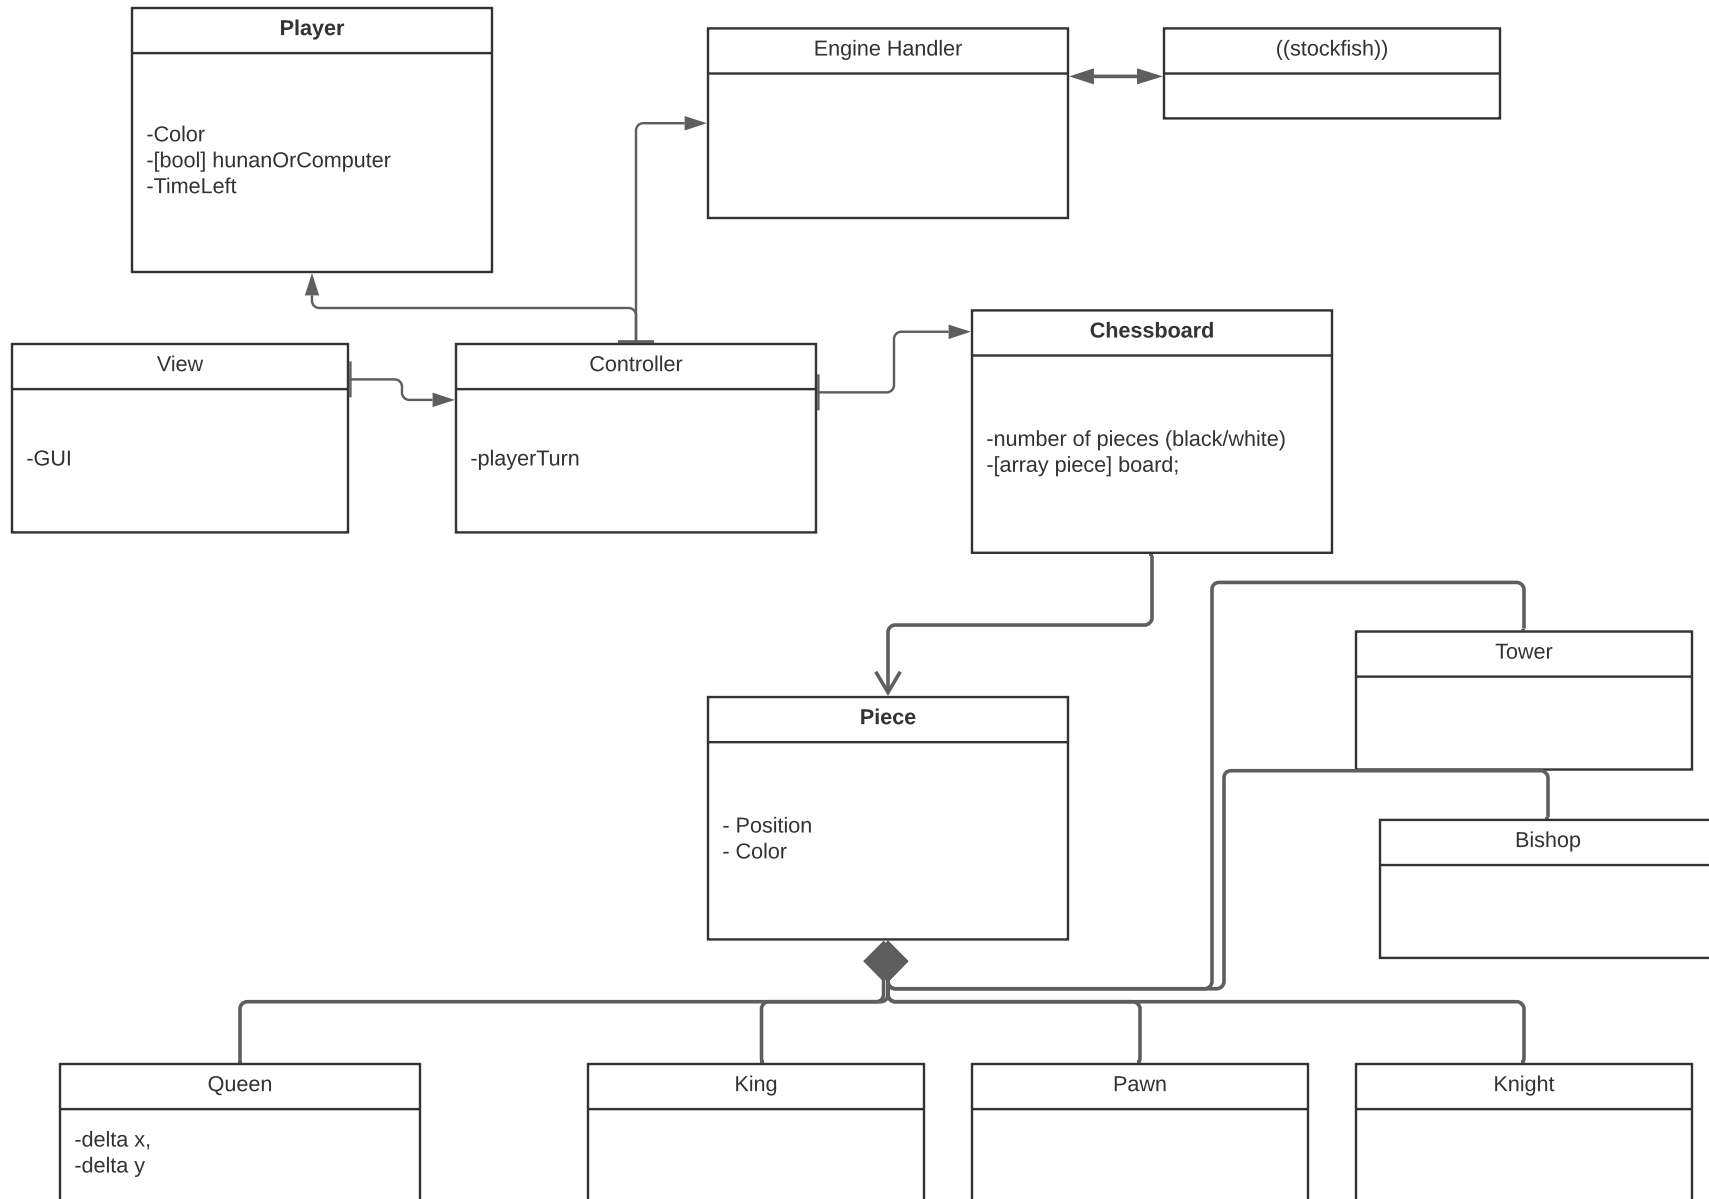 Player
-Color
-[bool] hunanOrComputer
-TimeLeft
Engine Handler
((stockfish))
View
-GUI
Controller
-playerTurn
Chessboard
-number of pieces (black/white)
-[array piece] board;
Piece
- Position
- Color
Tower
Bishop
Queen
-delta x,
-delta y
King
Pawn
Knight